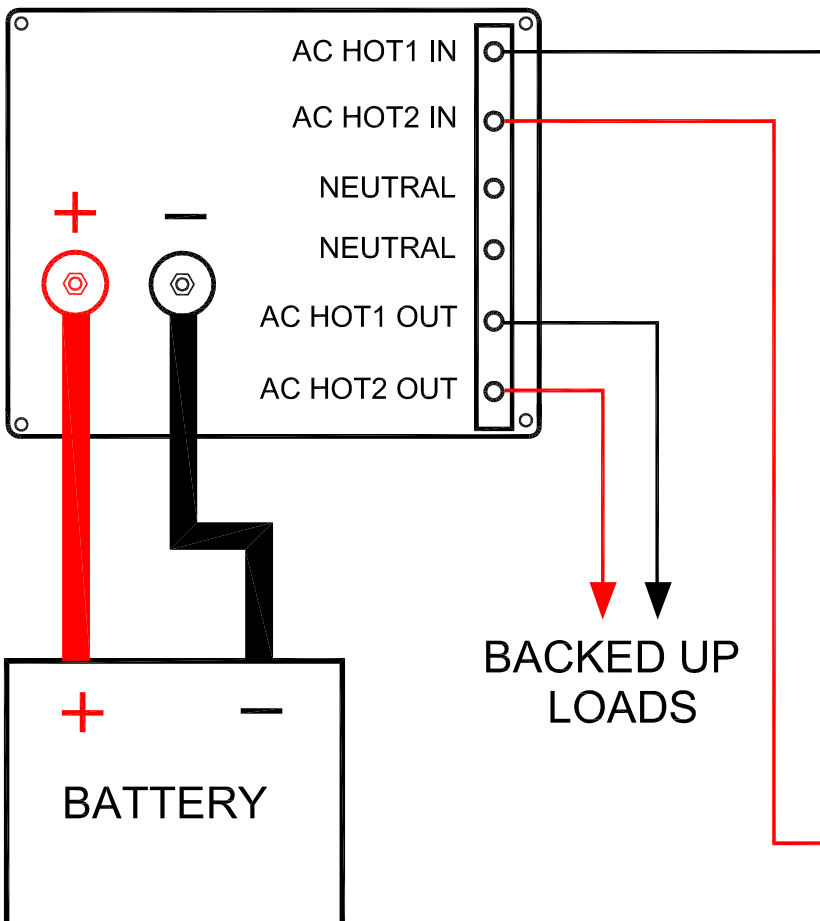 AC HOT1 IN
AC HOT2 IN
NEUTRAL
NEUTRAL
AC HOT1 OUT
AC HOT2 OUT
+ −
BACKED UP
LOADS
+ −
BATTERY